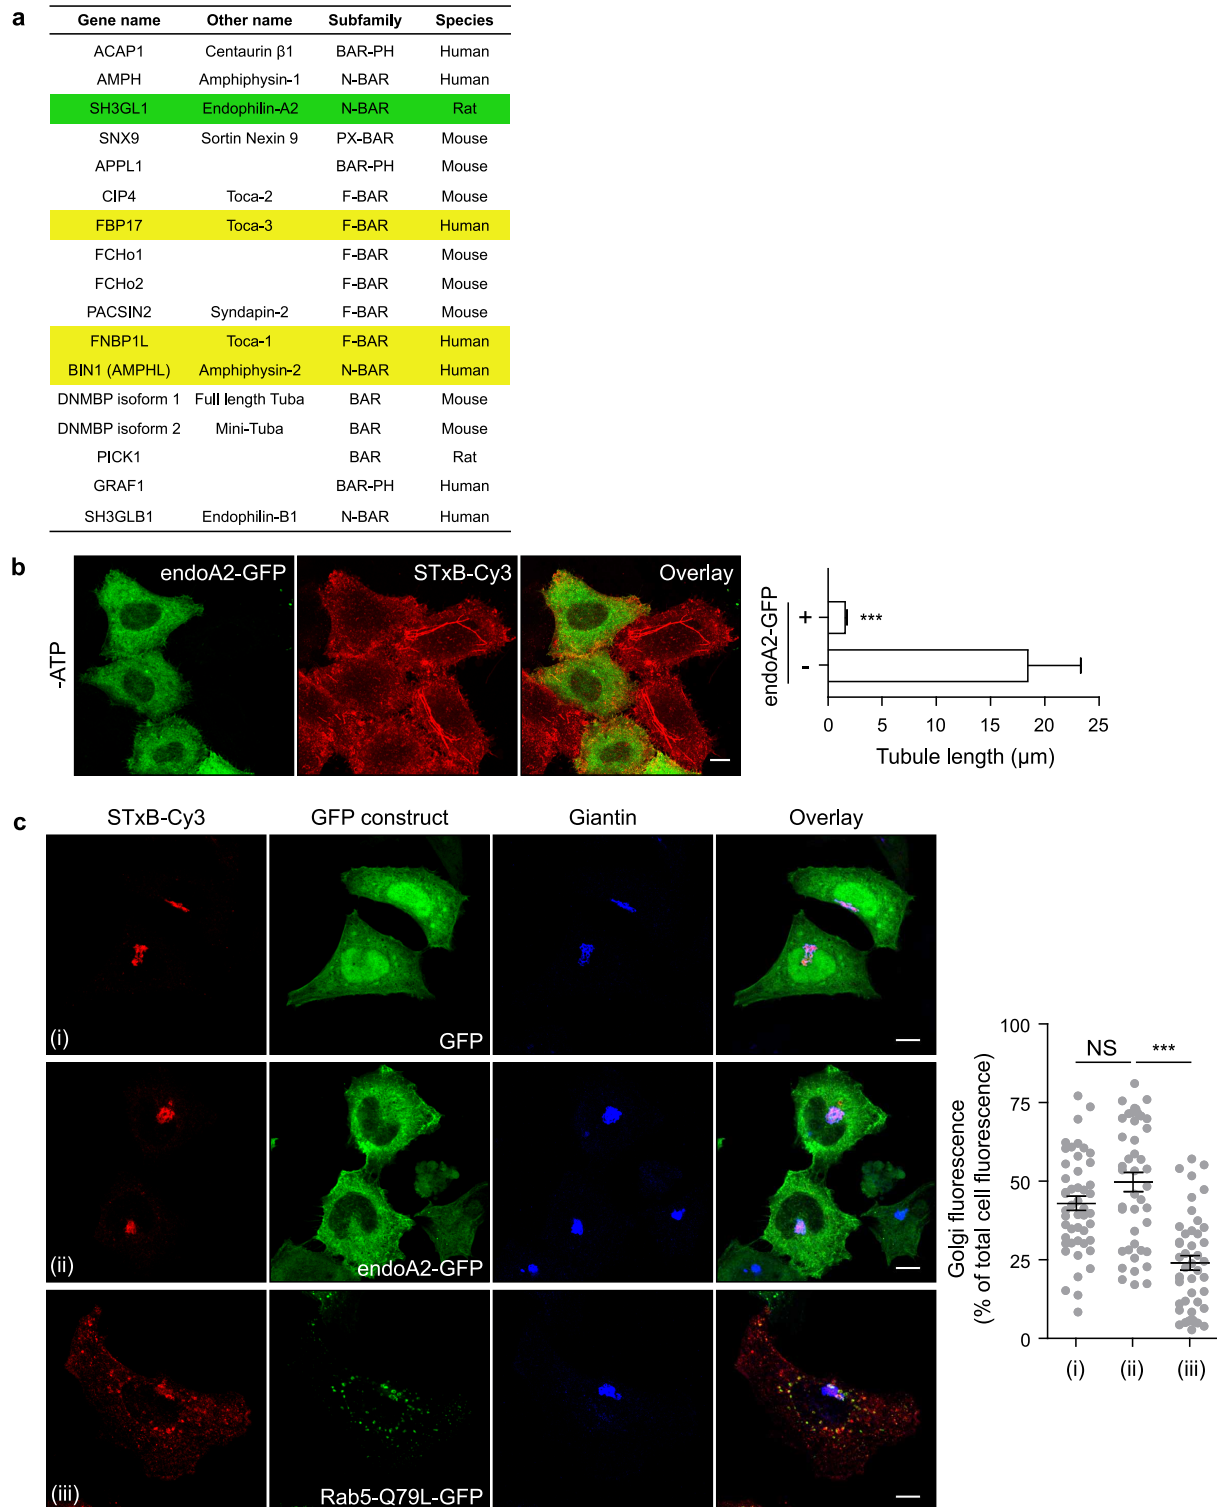 a
Gene name Other name Subfamily Species
ACAP1 Centaurin β1 BAR-PH Human
AMPH Amphiphysin-1 N-BAR Human
SH3GL1 Endophilin-A2 N-BAR Rat
SNX9 Sortin Nexin 9 PX-BAR Mouse
APPL1 BAR-PH Mouse
CIP4 Toca-2 F-BAR Mouse
FBP17 Toca-3 F-BAR Human
FCHo1 F-BAR Mouse
FCHo2 F-BAR Mouse
PACSIN2 Syndapin-2 F-BAR Mouse
FNBP1L Toca-1 F-BAR Human
BIN1 (AMPHL) Amphiphysin-2 N-BAR Human
DNMBP isoform 1 Full length Tuba BAR Mouse
DNMBP isoform 2 Mini-Tuba BAR Mouse
PICK1 BAR Rat
GRAF1 BAR-PH Human
SH3GLB1 Endophilin-B1 N-BAR Human
b
-ATP
endoA2-GFP STxB-Cy3 Overlay
endoA2-GFP
+ ***
-
0 5 10 15 20 25
Tubule length (µm)
c
STxB-Cy3 GFP construct Giantin Overlay
(i) GFP
(ii) endoA2-GFP
(iii) Rab5-Q79L-GFP
Golgi fluorescence
(% of total cell fluorescence)
100
75
50
25
0
NS ***
(i) (ii) (iii)